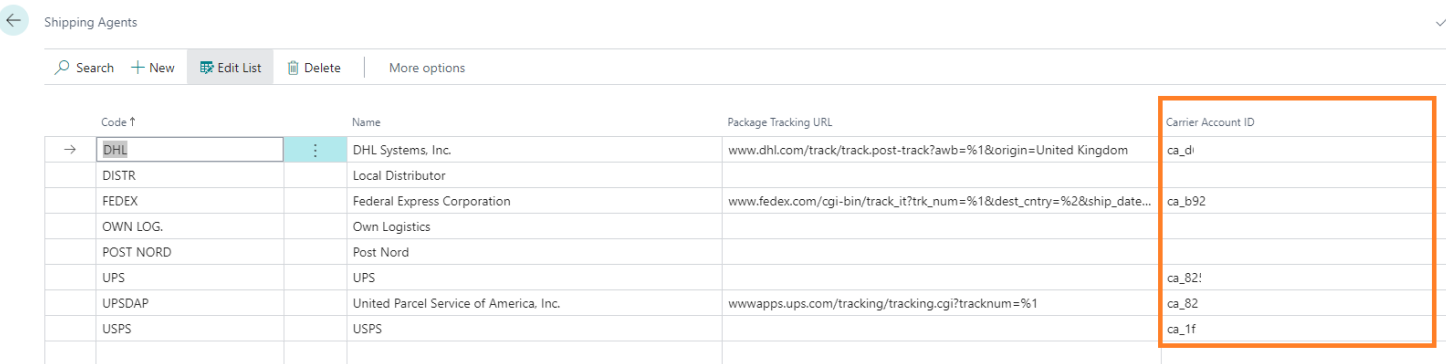 Shipping Agents
Search New Edit List Delete More options
Code ↑ Name Package Tracking URL Carrier Account ID
DHL DHL Systems, Inc. www.dhl.com/track/track.post-track?awb=%1&origin=United Kingdom ca_d
DISTR Local Distributor
FEDEX Federal Express Corporation www.fedex.com/cgi-bin/track_it?trk_num=%1&dest_cntry=%2&ship_date... ca_b92
OWN LOG. Own Logistics
POST NORD Post Nord
UPS UPS ca_82
UPSDAP United Parcel Service of America, Inc. wwwapps.ups.com/tracking/tracking.cgi?tracknum=%1 ca_82
USPS USPS ca_1f